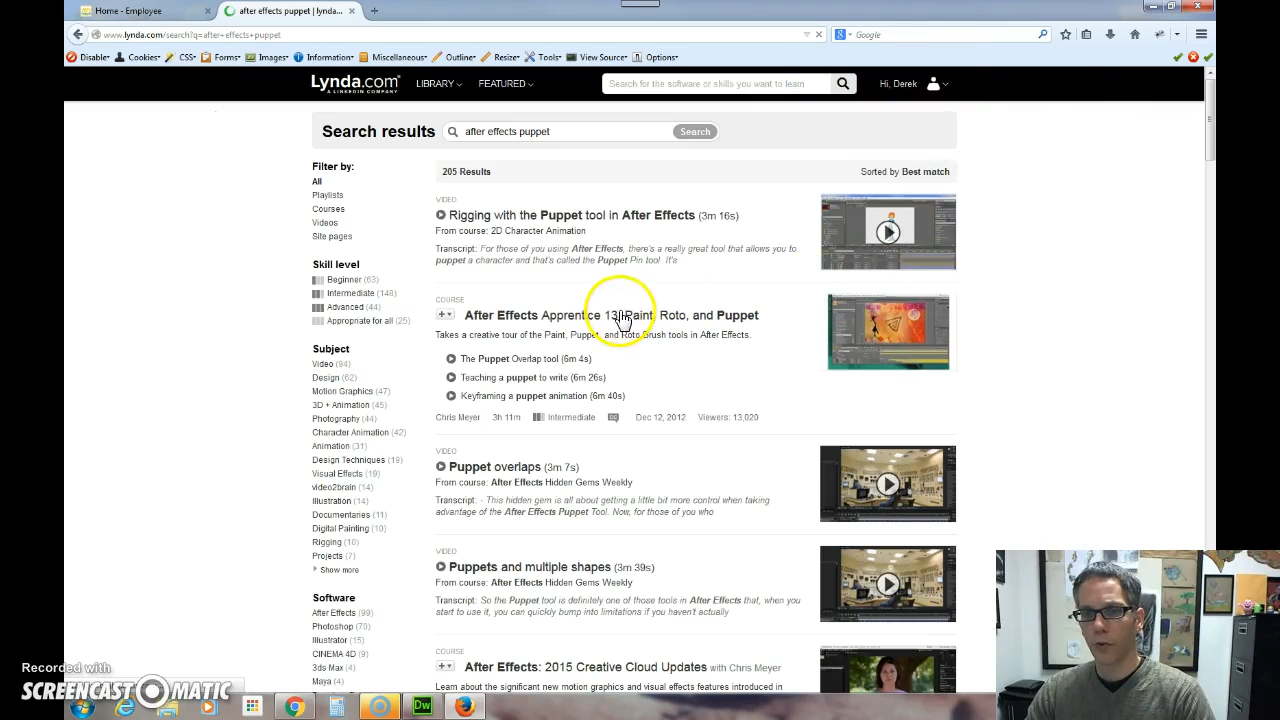 Home - Employee
after effects puppet | lynda...
www.lynda.com/search?q=after+effects+puppet
Google
Disable
Cookies
CSS
Forms
Images
Information
Miscellaneous
Outline
Resize
Tools
View Source
Options
Lynda.com
A LINKEDIN COMPANY
LIBRARY
FEATURED
Search for the software or skills you want to learn
Hi, Derek
Search results
after effects puppet
Search
Filter by:
All
Playlists
Courses
Videos
Site pages
Skill level
Beginner (63)
Intermediate (148)
Advanced (44)
Appropriate for all (25)
Subject
Video (94)
Design (62)
Motion Graphics (47)
3D + Animation (45)
Photography (44)
Character Animation (42)
Animation (31)
Design Techniques (19)
Visual Effects (19)
video2brain (14)
Illustration (14)
Documentaries (11)
Digital Painting (10)
Rigging (10)
Projects (7)
Show more
Software
After Effects (99)
Photoshop (70)
Illustrator (15)
CINEMA 4D (9)
3ds Max (4)
Maya (4)
205 Results
Sorted by Best match
VIDEO
Rigging with the Puppet tool in After Effects (3m 16s)
From course: 2D Character Animation
Transcript: For those of you using After Effects, there's a really great tool that allows you to
puppet a character and that's called the Puppet Pin tool. It's
COURSE
After Effects Apprentice 13: Paint, Roto, and Puppet
Takes a creative tour of the Paint, Puppet, and Roto Brush tools in After Effects.
The Puppet Overlap tool (6m 4s)
Teaching a puppet to write (6m 26s)
Keyframing a puppet animation (6m 40s)
Chris Meyer 3h 11m Intermediate CC Dec 12, 2012 Viewers: 13,020
VIDEO
Puppet overlaps (3m 7s)
From course: After Effects Hidden Gems Weekly
Transcript: - This hidden gem is all about getting a little bit more control when taking
advantage of the After Effects Puppet Tool. Now, for those of you who
VIDEO
Puppets and multiple shapes (3m 39s)
From course: After Effects Hidden Gems Weekly
Transcript: So the Puppet tool is definitely one of those tools in After Effects that, when you
start to use it, you can quickly bump into limitations if you haven't actually
COURSE
After Effects: 2015 Creative Cloud Updates with Chris Meyer
Learn about the significant new motion graphics and visual effects features introduced in
Dw
Recorded with
SCREENCAST MATIC